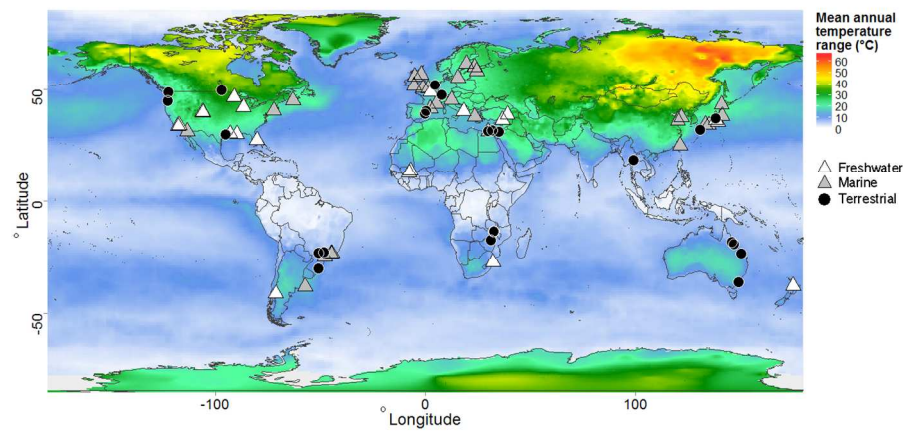 Mean annual
temperature
range (°C)
60
50
40
30
20
10
0
Freshwater
Marine
Terrestrial
50
0
-50
° Latitude
-100
0
100
° Longitude